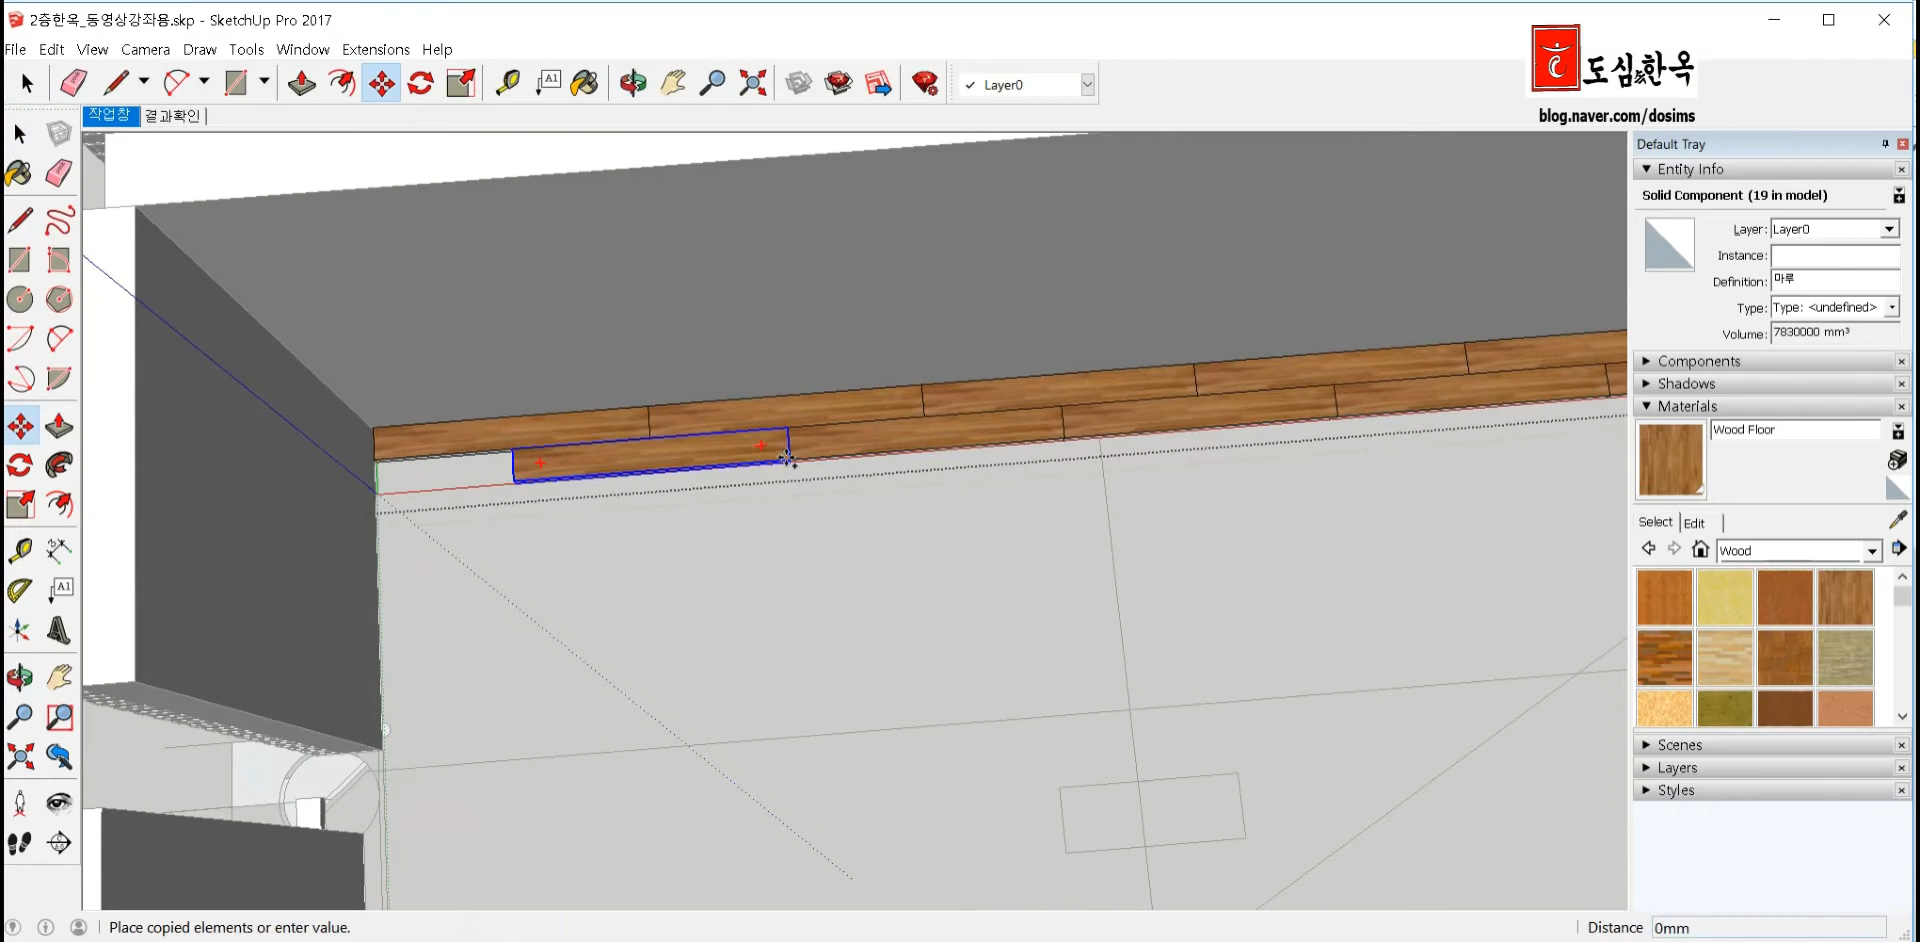 2층한옥_동영상강좌용.skp - SketchUp Pro 2017
File Edit View Camera Draw Tools Window Extensions Help
A1
Layer0
도심한옥
blog.naver.com/dosims
작업창 결과확인
Default Tray
Entity Info
Solid Component (19 in model)
Layer: Layer0
Instance:
Definition: 마루
Type: Type: <undefined>
Volume: 7830000 mm³
Components
Shadows
Materials
Wood Floor
Select Edit
Wood
A1
Scenes
Layers
Styles
Place copied elements or enter value.
Distance 0mm